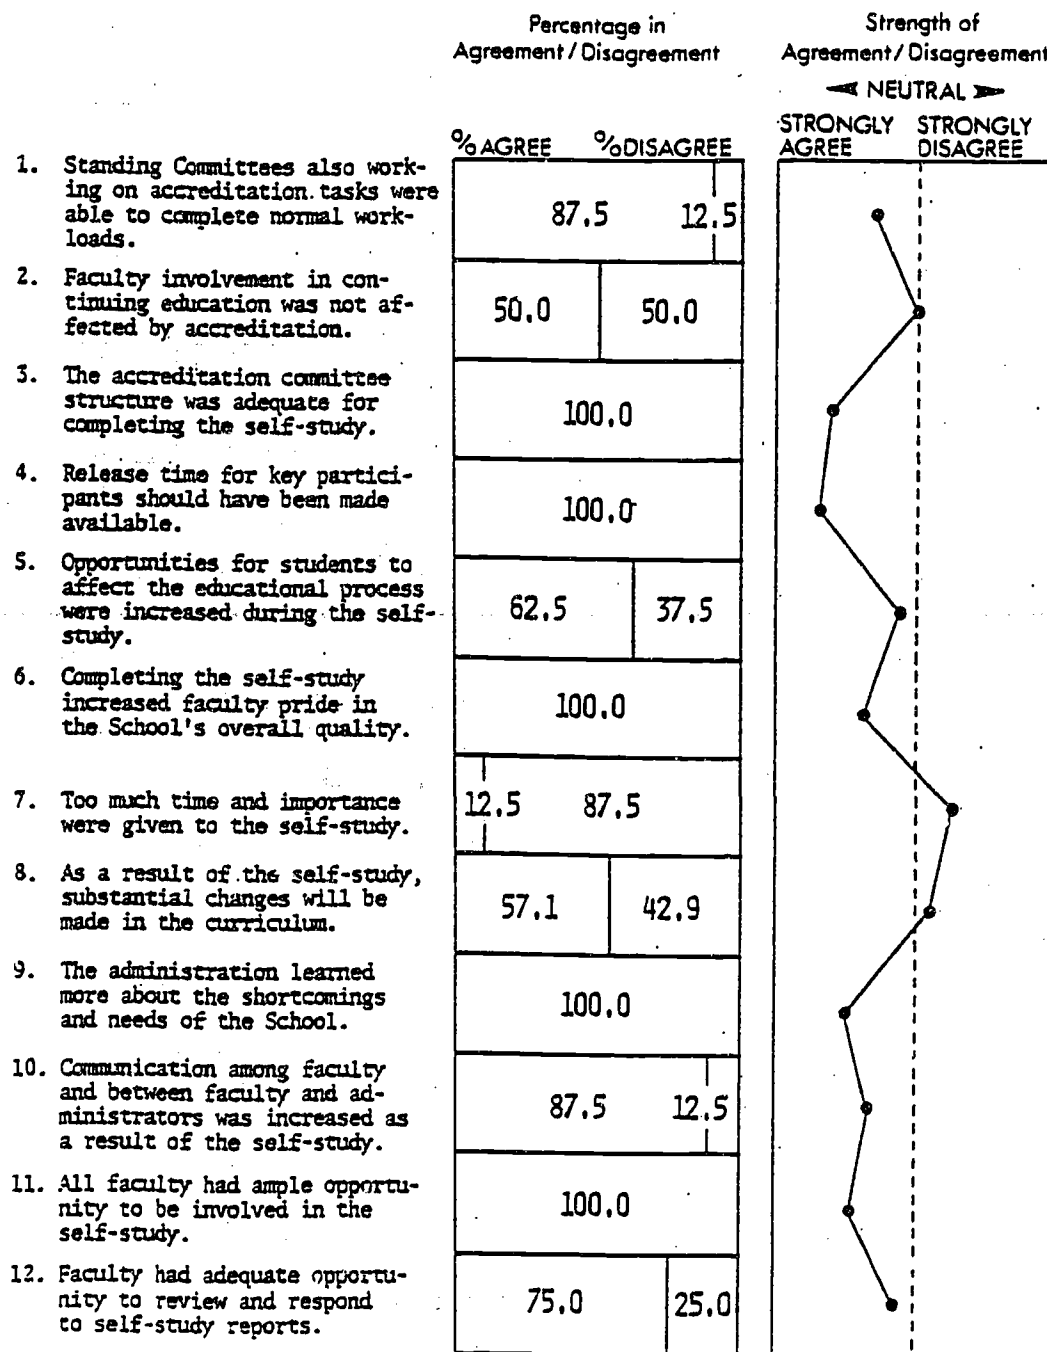 Percentage in
Agreement / Disagreement
Strength of
Agreement / Disagreement
NEUTRAL
% AGREE %DISAGREE
STRONGLY AGREE
STRONGLY DISAGREE
1. Standing Committees also work-
ing on accreditation tasks were
able to complete normal work-
loads.
87.5 12.5
2. Faculty involvement in con-
tinuing education was not af-
fected by accreditation.
50.0 50.0
3. The accreditation committee
structure was adequate for
completing the self-study.
100.0
4. Release time for key partici-
pants should have been made
available.
100.0
5. Opportunities for students to
affect the educational process
were increased during the self-
study.
62.5 37.5
6. Completing the self-study
increased faculty pride in
the School's overall quality.
100.0
7. Too much time and importance
were given to the self-study.
12.5 87.5
8. As a result of the self-study,
substantial changes will be
made in the curriculum.
57.1 42.9
9. The administration learned
more about the shortcomings
and needs of the School.
100.0
10. Communication among faculty
and between faculty and ad-
ministrators was increased as
a result of the self-study.
87.5 12.5
11. All faculty had ample opportu-
nity to be involved in the
self-study.
100.0
12. Faculty had adequate opportu-
nity to review and respond
to self-study reports.
75.0 25.0